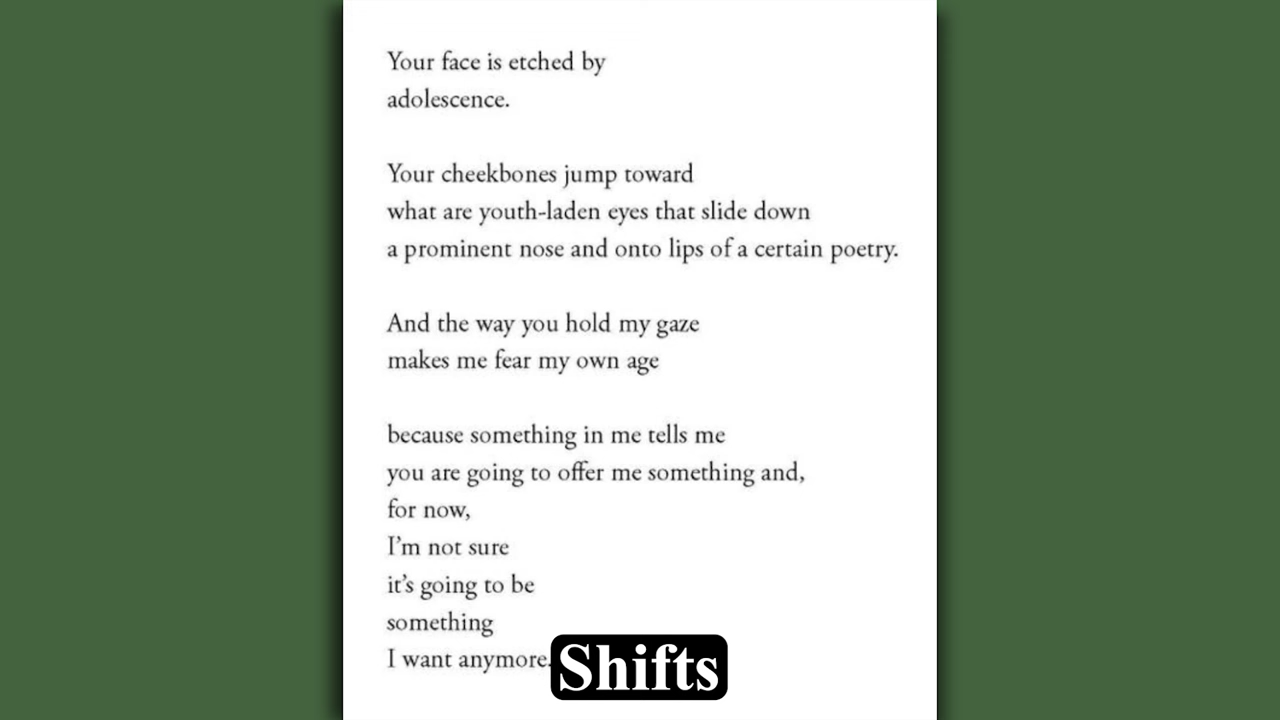 Your face is etched by
adolescence.
Your cheekbones jump toward
what are youth-laden eyes that slide down
a prominent nose and onto lips of a certain poetry.
And the way you hold my gaze
makes me fear my own age
because something in me tells me
you are going to offer me something and,
for now,
I’m not sure
it’s going to be
something
I want anymore.
Shifts